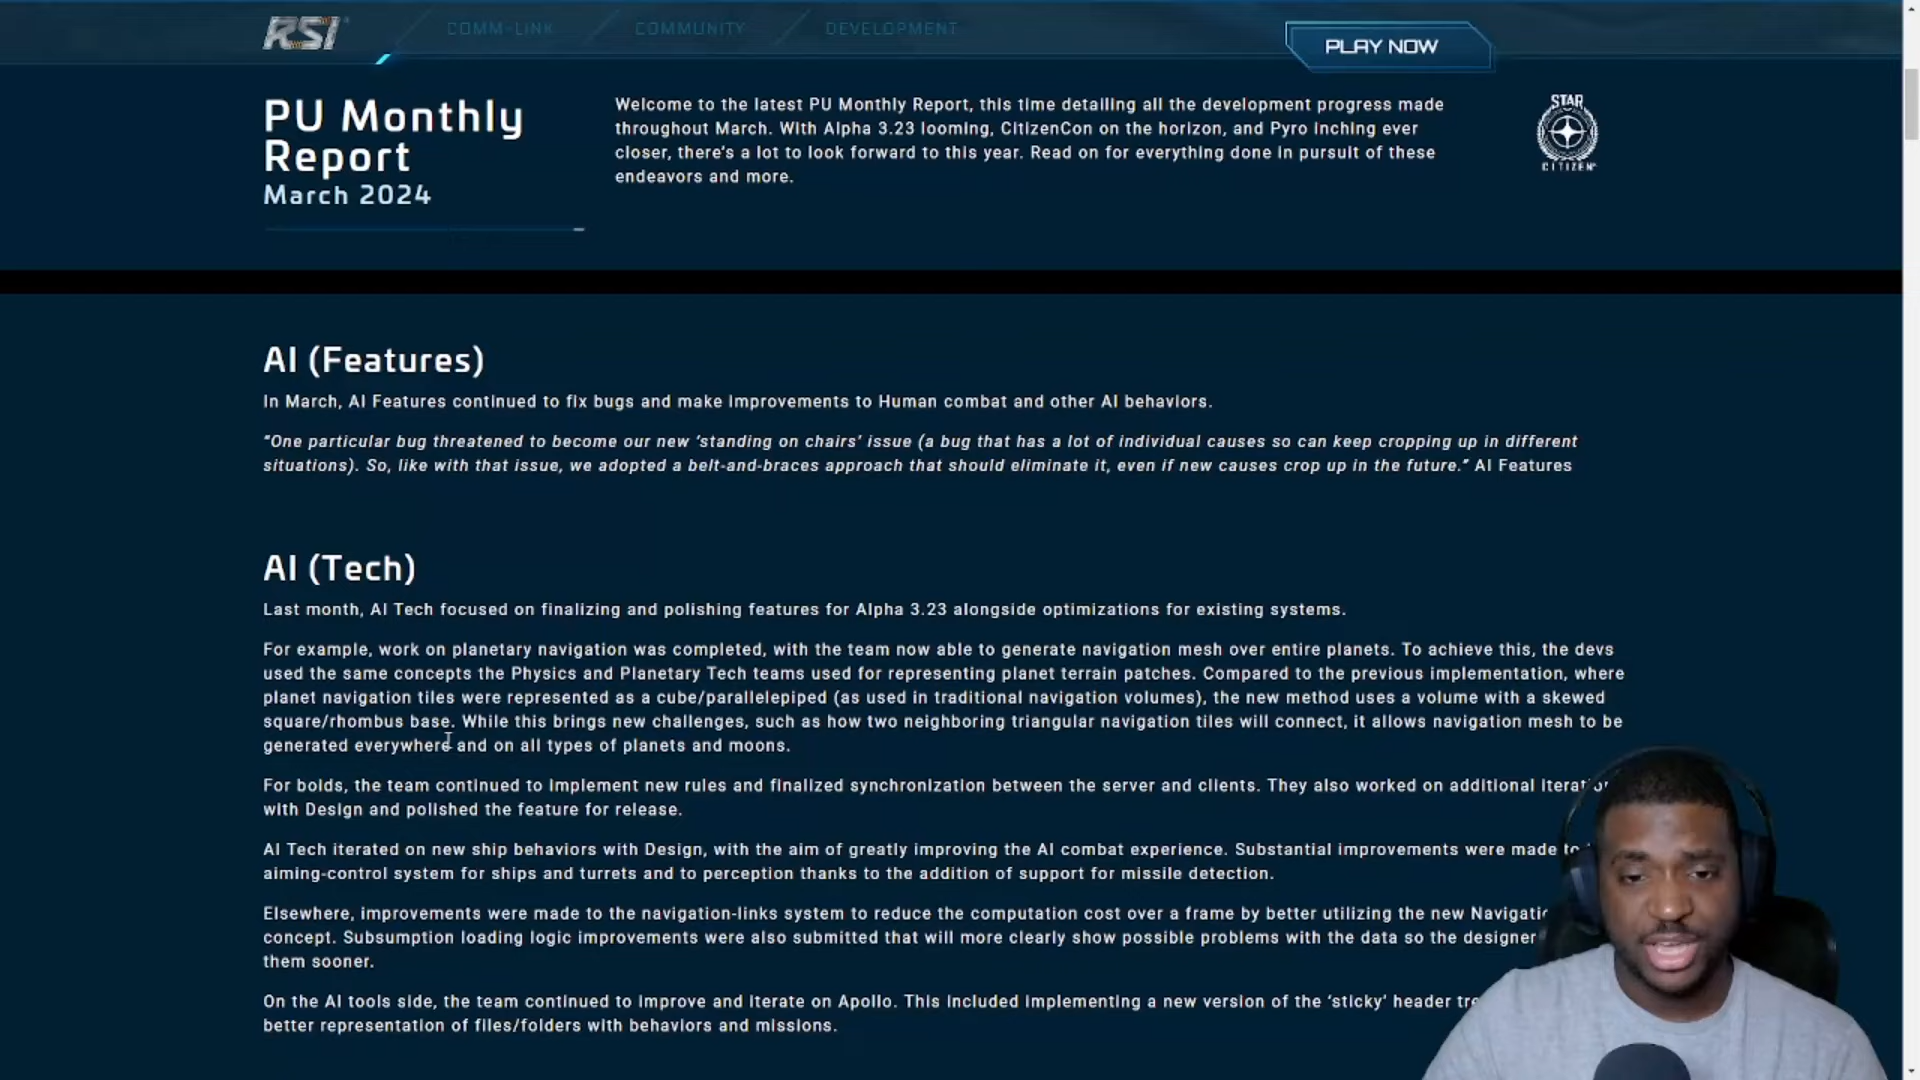 RSI
COMM-LINK
COMMUNITY
DEVELOPMENT
PLAY NOW
PU Monthly
Report
March 2024
Welcome to the latest PU Monthly Report, this time detailing all the development progress made
throughout March. With Alpha 3.23 looming, CitizenCon on the horizon, and Pyro inching ever
closer, there's a lot to look forward to this year. Read on for everything done in pursuit of these
endeavors and more.
STAR
CITIZEN
AI (Features)
In March, AI Features continued to fix bugs and make improvements to Human combat and other AI behaviors.
"One particular bug threatened to become our new 'standing on chairs' issue (a bug that has a lot of individual causes so can keep cropping up in different
situations). So, like with that issue, we adopted a belt-and-braces approach that should eliminate it, even if new causes crop up in the future." AI Features
AI (Tech)
Last month, AI Tech focused on finalizing and polishing features for Alpha 3.23 alongside optimizations for existing systems.
For example, work on planetary navigation was completed, with the team now able to generate navigation mesh over entire planets. To achieve this, the devs
used the same concepts the Physics and Planetary Tech teams used for representing planet terrain patches. Compared to the previous implementation, where
planet navigation tiles were represented as a cube/parallelepiped (as used in traditional navigation volumes), the new method uses a volume with a skewed
square/rhombus base. While this brings new challenges, such as how two neighboring triangular navigation tiles will connect, it allows navigation mesh to be
generated everywhere and on all types of planets and moons.
For boids, the team continued to implement new rules and finalized synchronization between the server and clients. They also worked on additional
with Design and polished the feature for release.
AI Tech iterated on new ship behaviors with Design, with the aim of greatly improving the AI combat experience. Substantial improvements were made to
aiming-control system for ships and turrets and to perception thanks to the addition of support for missile detection.
Elsewhere, improvements were made to the navigation-links system to reduce the computation cost over a frame by better utilizing the new
concept. Subsumption loading logic improvements were also submitted that will more clearly show possible problems with the data so the
them sooner.
On the AI tools side, the team continued to improve and iterate on Apollo. This included implementing a new version of the 'sticky' header
better representation of files/folders with behaviors and missions.